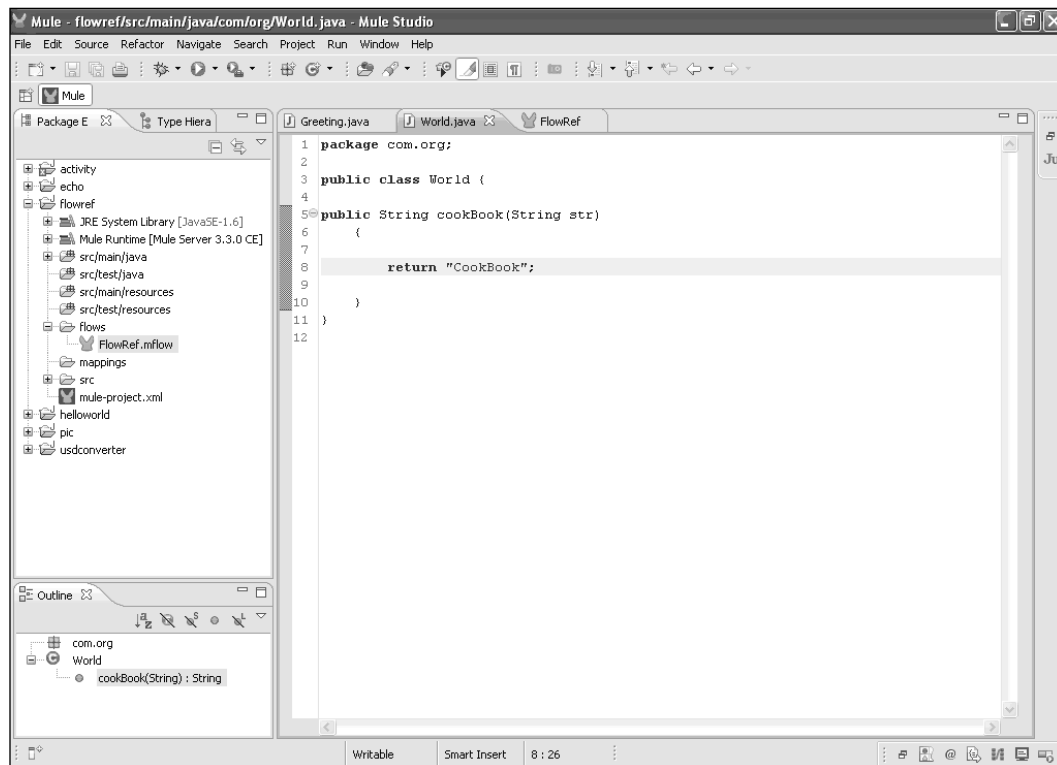 Mule - flowref/src/main/java/com/org/World.java - Mule Studio
File Edit Source Refactor Navigate Search Project Run Window Help
Mule
Package E
Type Hiera
activity
echo
flowref
JRE System Library [JavaSE-1.6]
Mule Runtime [Mule Server 3.3.0 CE]
src/main/java
src/test/java
src/main/resources
src/test/resources
flows
FlowRef.mflow
mappings
src
mule-project.xml
helloworld
pic
usdconverter
Outline
com.org
World
cookBook(String) : String
Greeting.java
World.java
FlowRef
1 package com.org;
2
3 public class World {
4
5 public String cookBook(String str)
6 {
7
8 return "CookBook";
9
10 }
11 }
12
Ju
Writable
Smart Insert
8 : 26